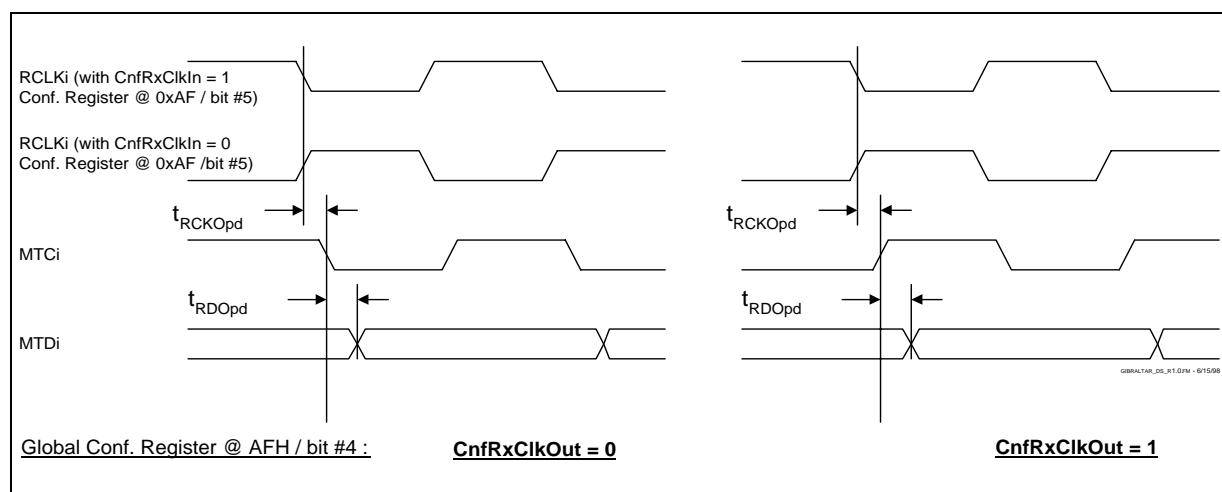 RCLKi (with CnfRxClkIn = 1
Conf. Register @ 0xAF / bit #5)
RCLKi (with CnfRxClkIn = 0
Conf. Register @ 0xAF /bit #5)
tRCKOpd
tRCKOpd
MTCi
tRDOpd
tRDOpd
MTDi
GIBRALTAR_DS_R1.0.FM - 6/15/98
Global Conf. Register @ AFH / bit #4 :
CnfRxClkOut = 0
CnfRxClkOut = 1